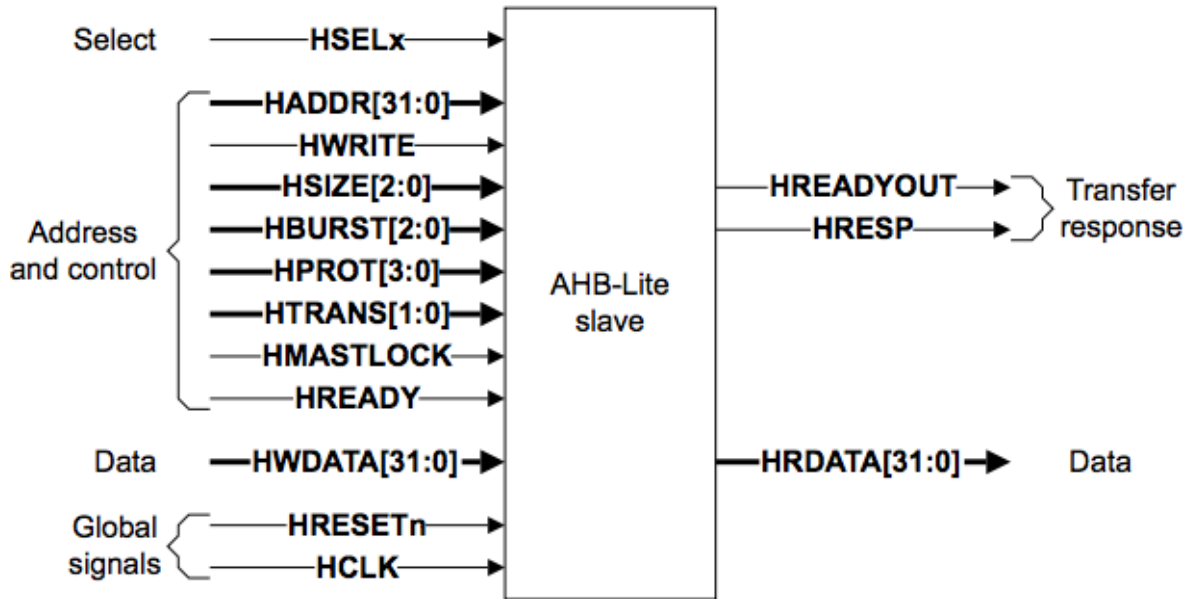 Select
HSELx
HADDR[31:0]
HWRITE
HSIZE[2:0]
HBURST[2:0]
HPROT[3:0]
HTRANS[1:0]
HMASTLOCK
HREADY
Address
and control
Data
HWDATA[31:0]
Global
signals
HRESETn
HCLK
AHB-Lite
slave
HREADYOUT
HRESP
Transfer
response
HRDATA[31:0]
Data